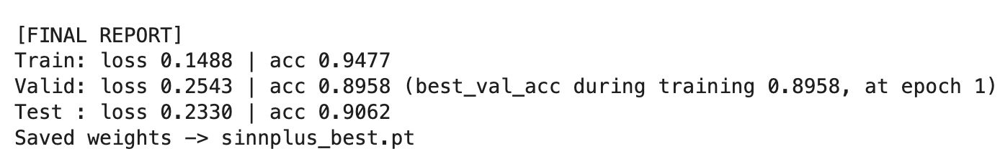 [FINAL REPORT]
Train: loss 0.1488 | acc 0.9477
Valid: loss 0.2543 | acc 0.8958 (best_val_acc during training 0.8958, at epoch 1)
Test : loss 0.2330 | acc 0.9062
Saved weights -> sinnplus_best.pt